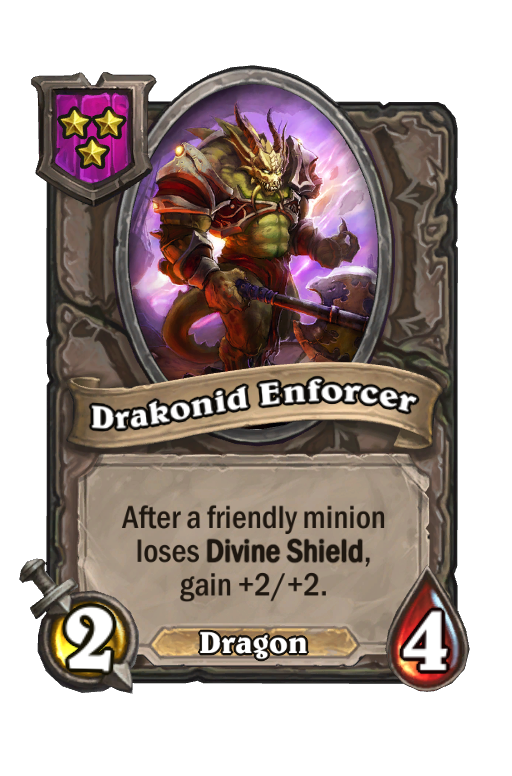 Drakonid Enforcer
After a friendly minion
loses Divine Shield,
gain +2/+2.
2
Dragon
4